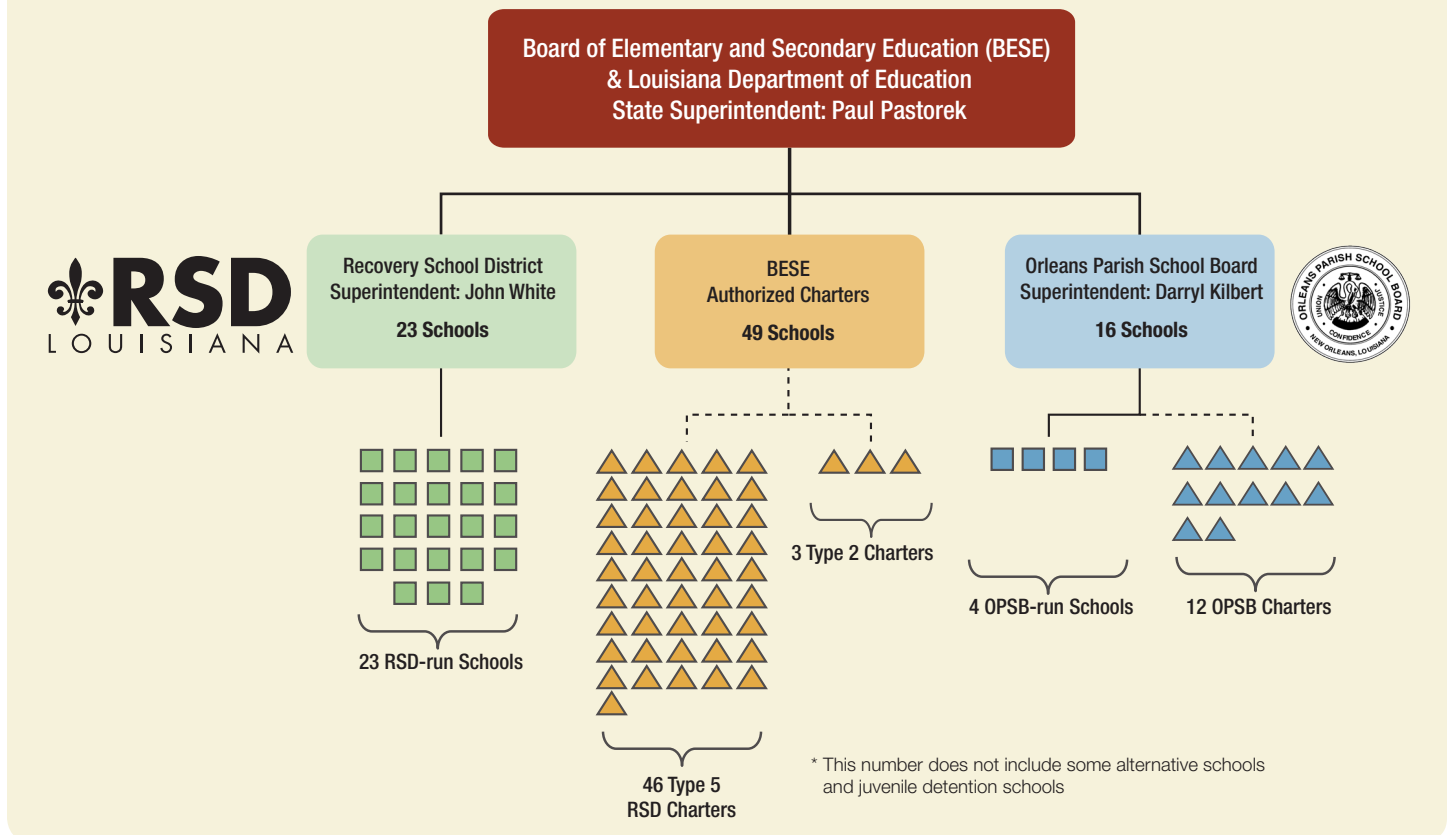 Board of Elementary and Secondary Education (BESE)
& Louisiana Department of Education
State Superintendent: Paul Pastorek
RSD
LOUISIANA
Recovery School District
Superintendent: John White
23 Schools
BESE
Authorized Charters
49 Schools
Orleans Parish School Board
Superintendent: Darryl Kilbert
16 Schools
ORLEANS PARISH SCHOOL BOARD
UNION
JUSTICE
CONFIDENCE
NEW ORLEANS, LOUISIANA
23 RSD-run Schools
46 Type 5
RSD Charters
3 Type 2 Charters
4 OPSB-run Schools
12 OPSB Charters
* This number does not include some alternative schools
and juvenile detention schools